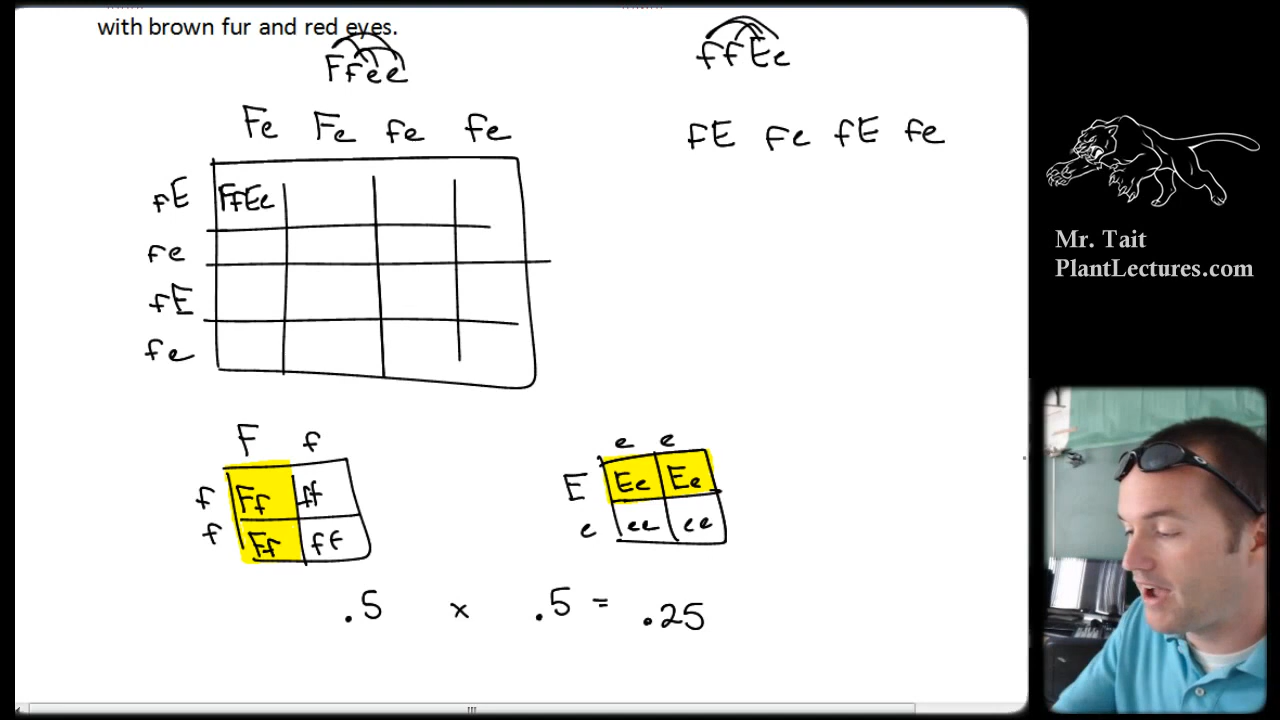 with brown fur and red eyes.
Ffee
ffEe
Fe Fe fe fe
fE fe fE fe
fE FfEe
fe
fE
fe
Mr. Tait
PlantLectures.com
F f
f Ff ff
f Ff ff
e e
E Ee Ee
e ee ee
.5 x .5 = .25